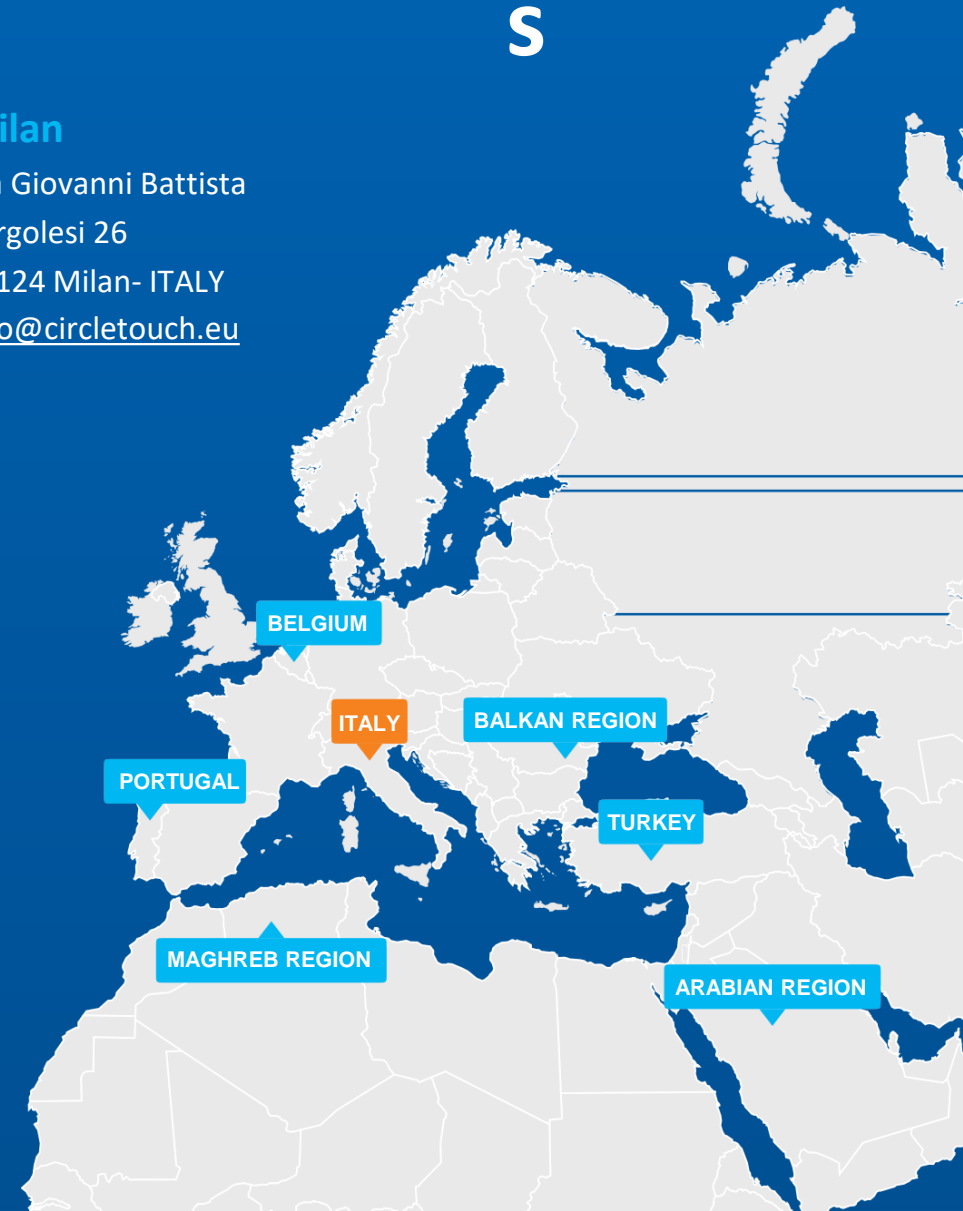 S
ilan
Giovanni Battista
rgolesi 26
124 Milan- ITALY
o@circletouch.eu
BELGIUM
ITALY
BALKAN REGION
PORTUGAL
TURKEY
MAGHREB REGION
ARABIAN REGION